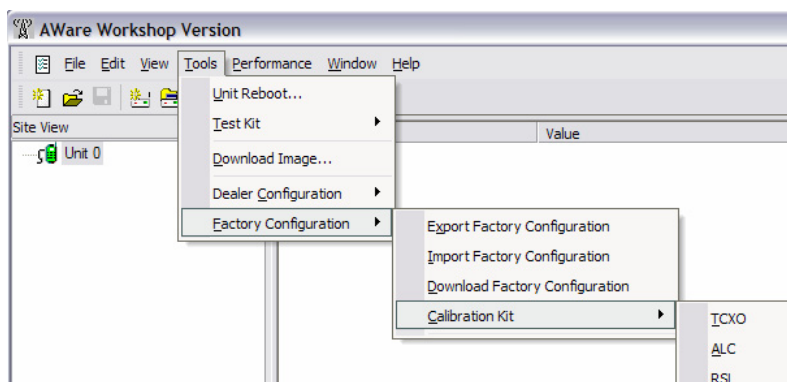 AWare Workshop Version
File Edit View Tools Performance Window Help
Unit Reboot...
Site View
Test Kit
Value
Unit 0
Download Image...
Dealer Configuration
Factory Configuration
Export Factory Configuration
Import Factory Configuration
Download Factory Configuration
Calibration Kit
TCXO
ALC
RSL